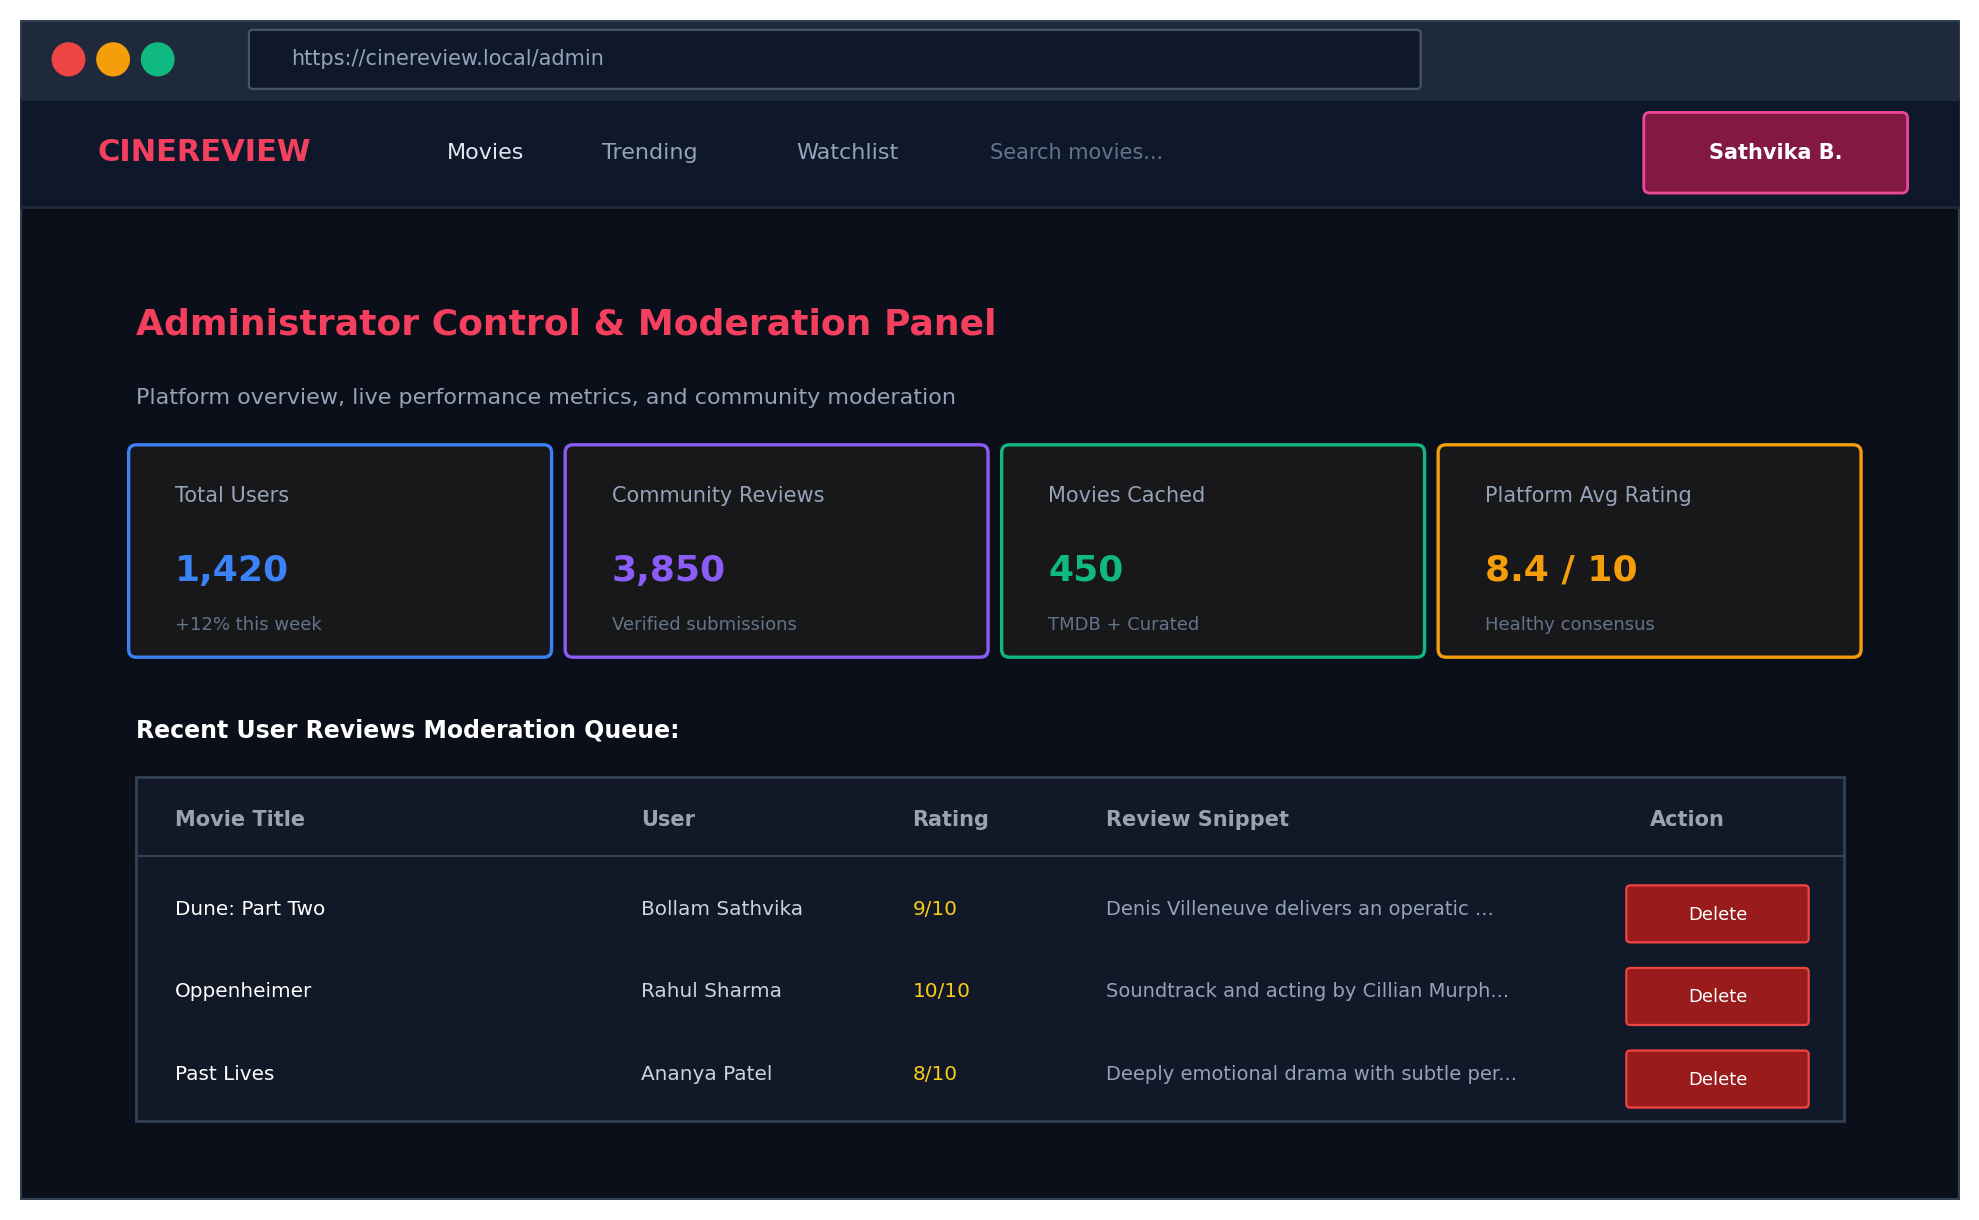 https://cinereview.local/admin
CINEREVIEW Movies Trending Watchlist Search movies... Sathvika B.
Administrator Control & Moderation Panel
Platform overview, live performance metrics, and community moderation
Total Users Community Reviews Movies Cached Platform Avg Rating
1,420 3,850 450 8.4 / 10
+12% this week Verified submissions TMDB + Curated Healthy consensus
Recent User Reviews Moderation Queue:
Movie Title User Rating Review Snippet Action
Dune: Part Two Bollam Sathvika 9/10 Denis Villeneuve delivers an operatic ... Delete
Oppenheimer Rahul Sharma 10/10 Soundtrack and acting by Cillian Murph... Delete
Past Lives Ananya Patel 8/10 Deeply emotional drama with subtle per... Delete